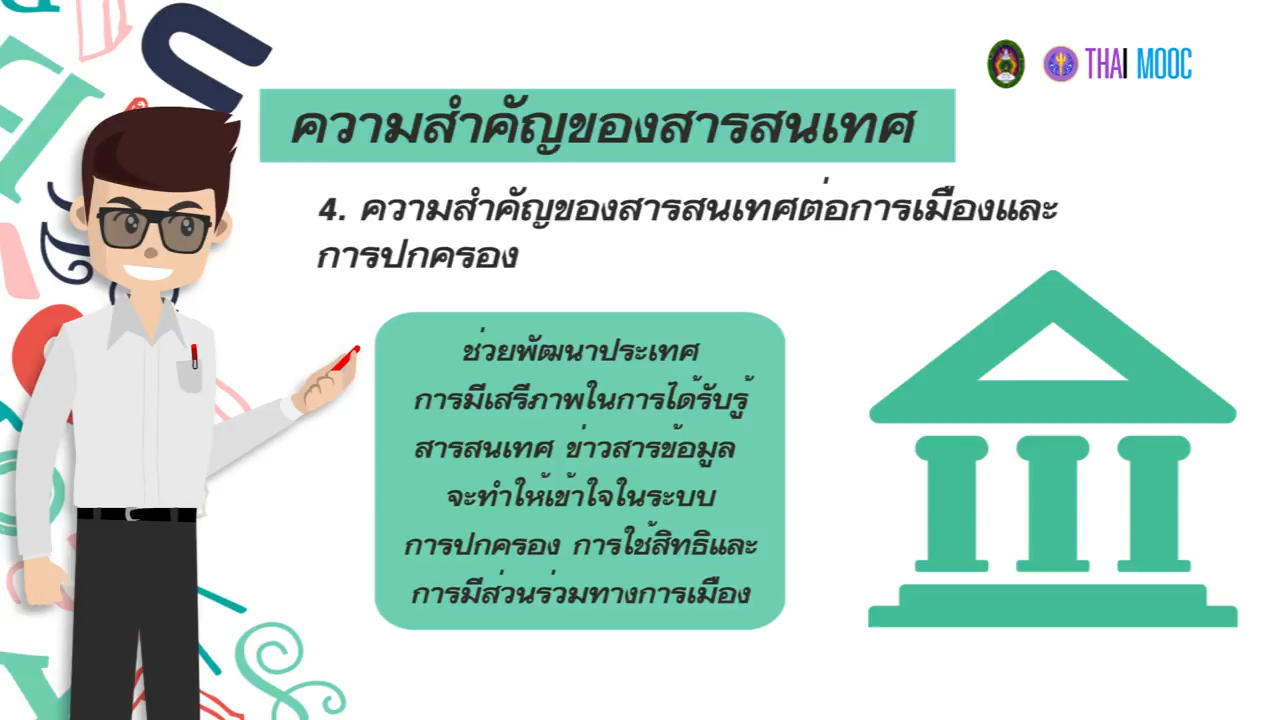 THAI MOOC
ความสำคัญของสารสนเทศ
4. ความสำคัญของสารสนเทศต่อการเมืองและ
การปกครอง
ช่วยพัฒนาประเทศ
การมีเสรีภาพในการได้รับรู้
สารสนเทศ ข่าวสารข้อมูล
จะทำให้เข้าใจในระบบ
การปกครอง การใช้สิทธิและ
การมีส่วนร่วมทางการเมือง